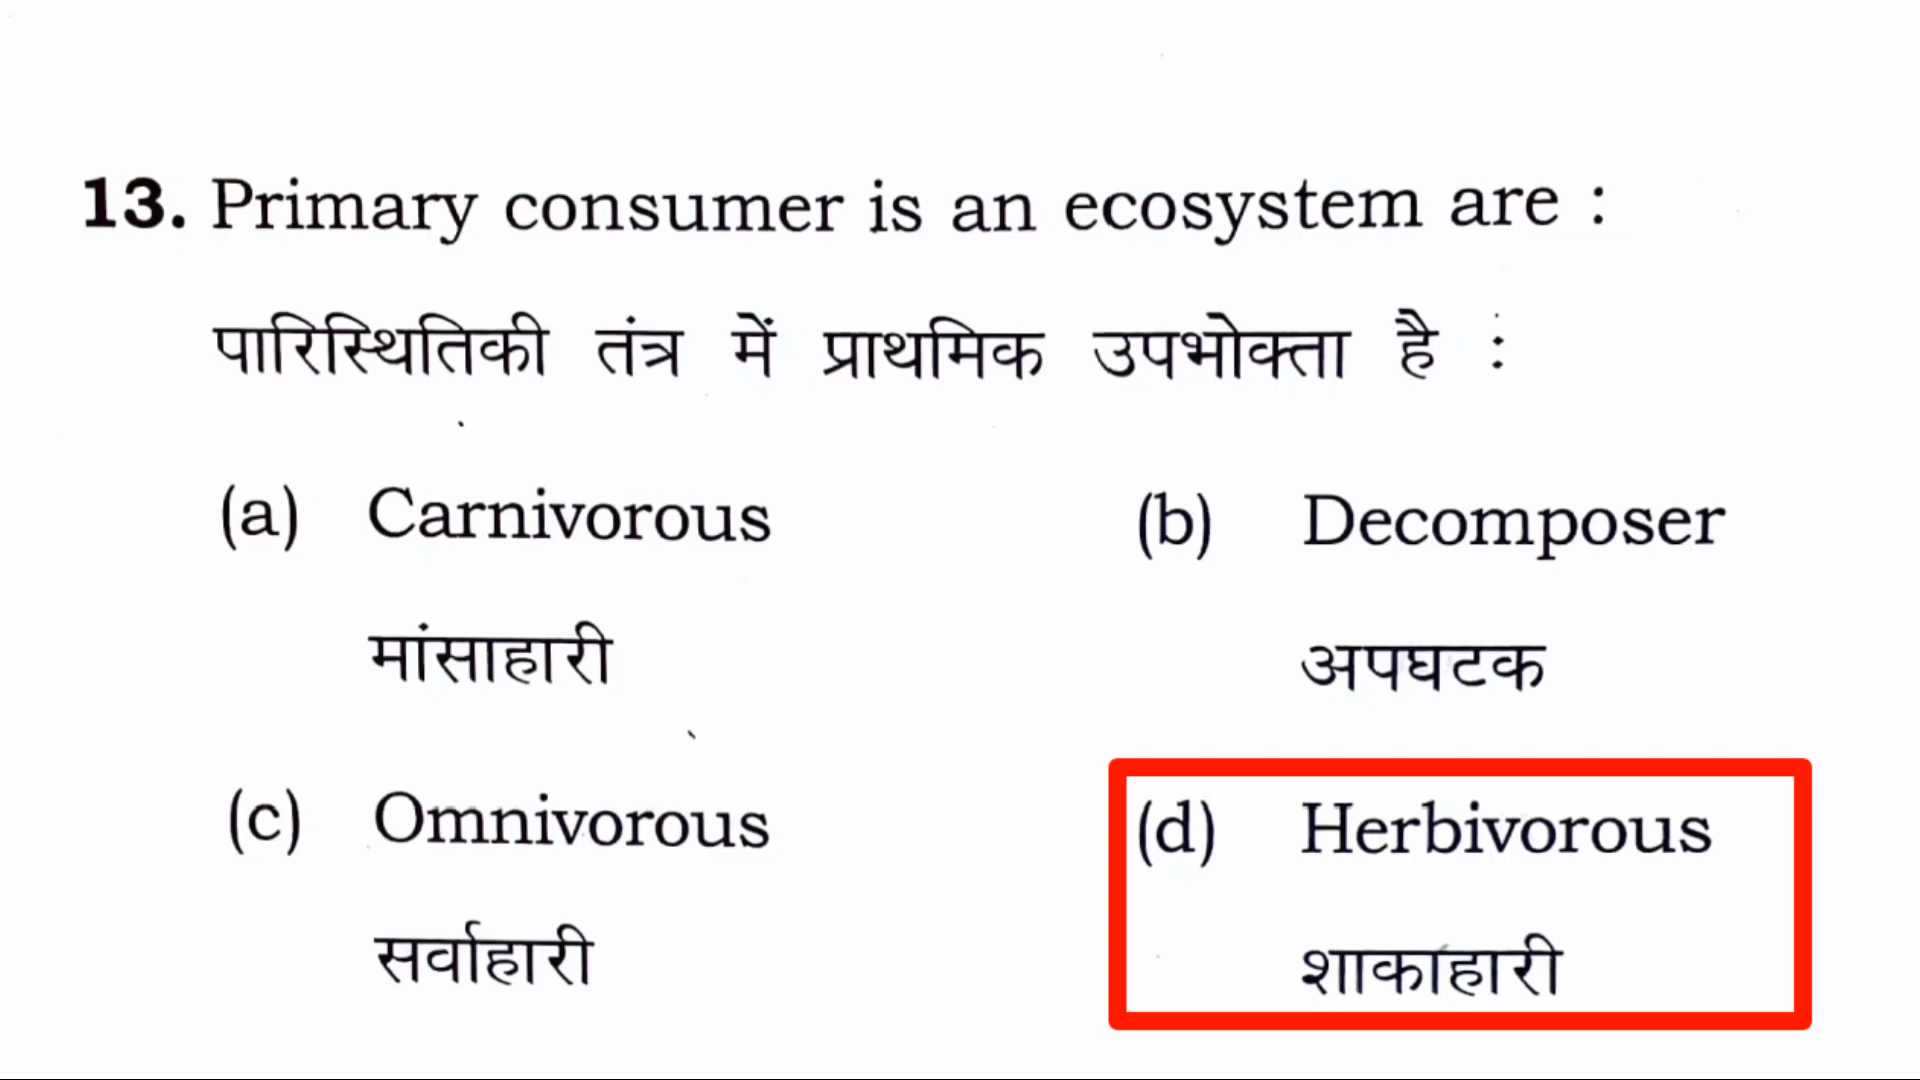 13. Primary consumer is an ecosystem are :
पारिस्थितिकी तंत्र में प्राथमिक उपभोक्ता है :
(a) Carnivorous (b) Decomposer
मांसाहारी अपघटक
(c) Omnivorous (d) Herbivorous
सर्वाहारी शाकाहारी